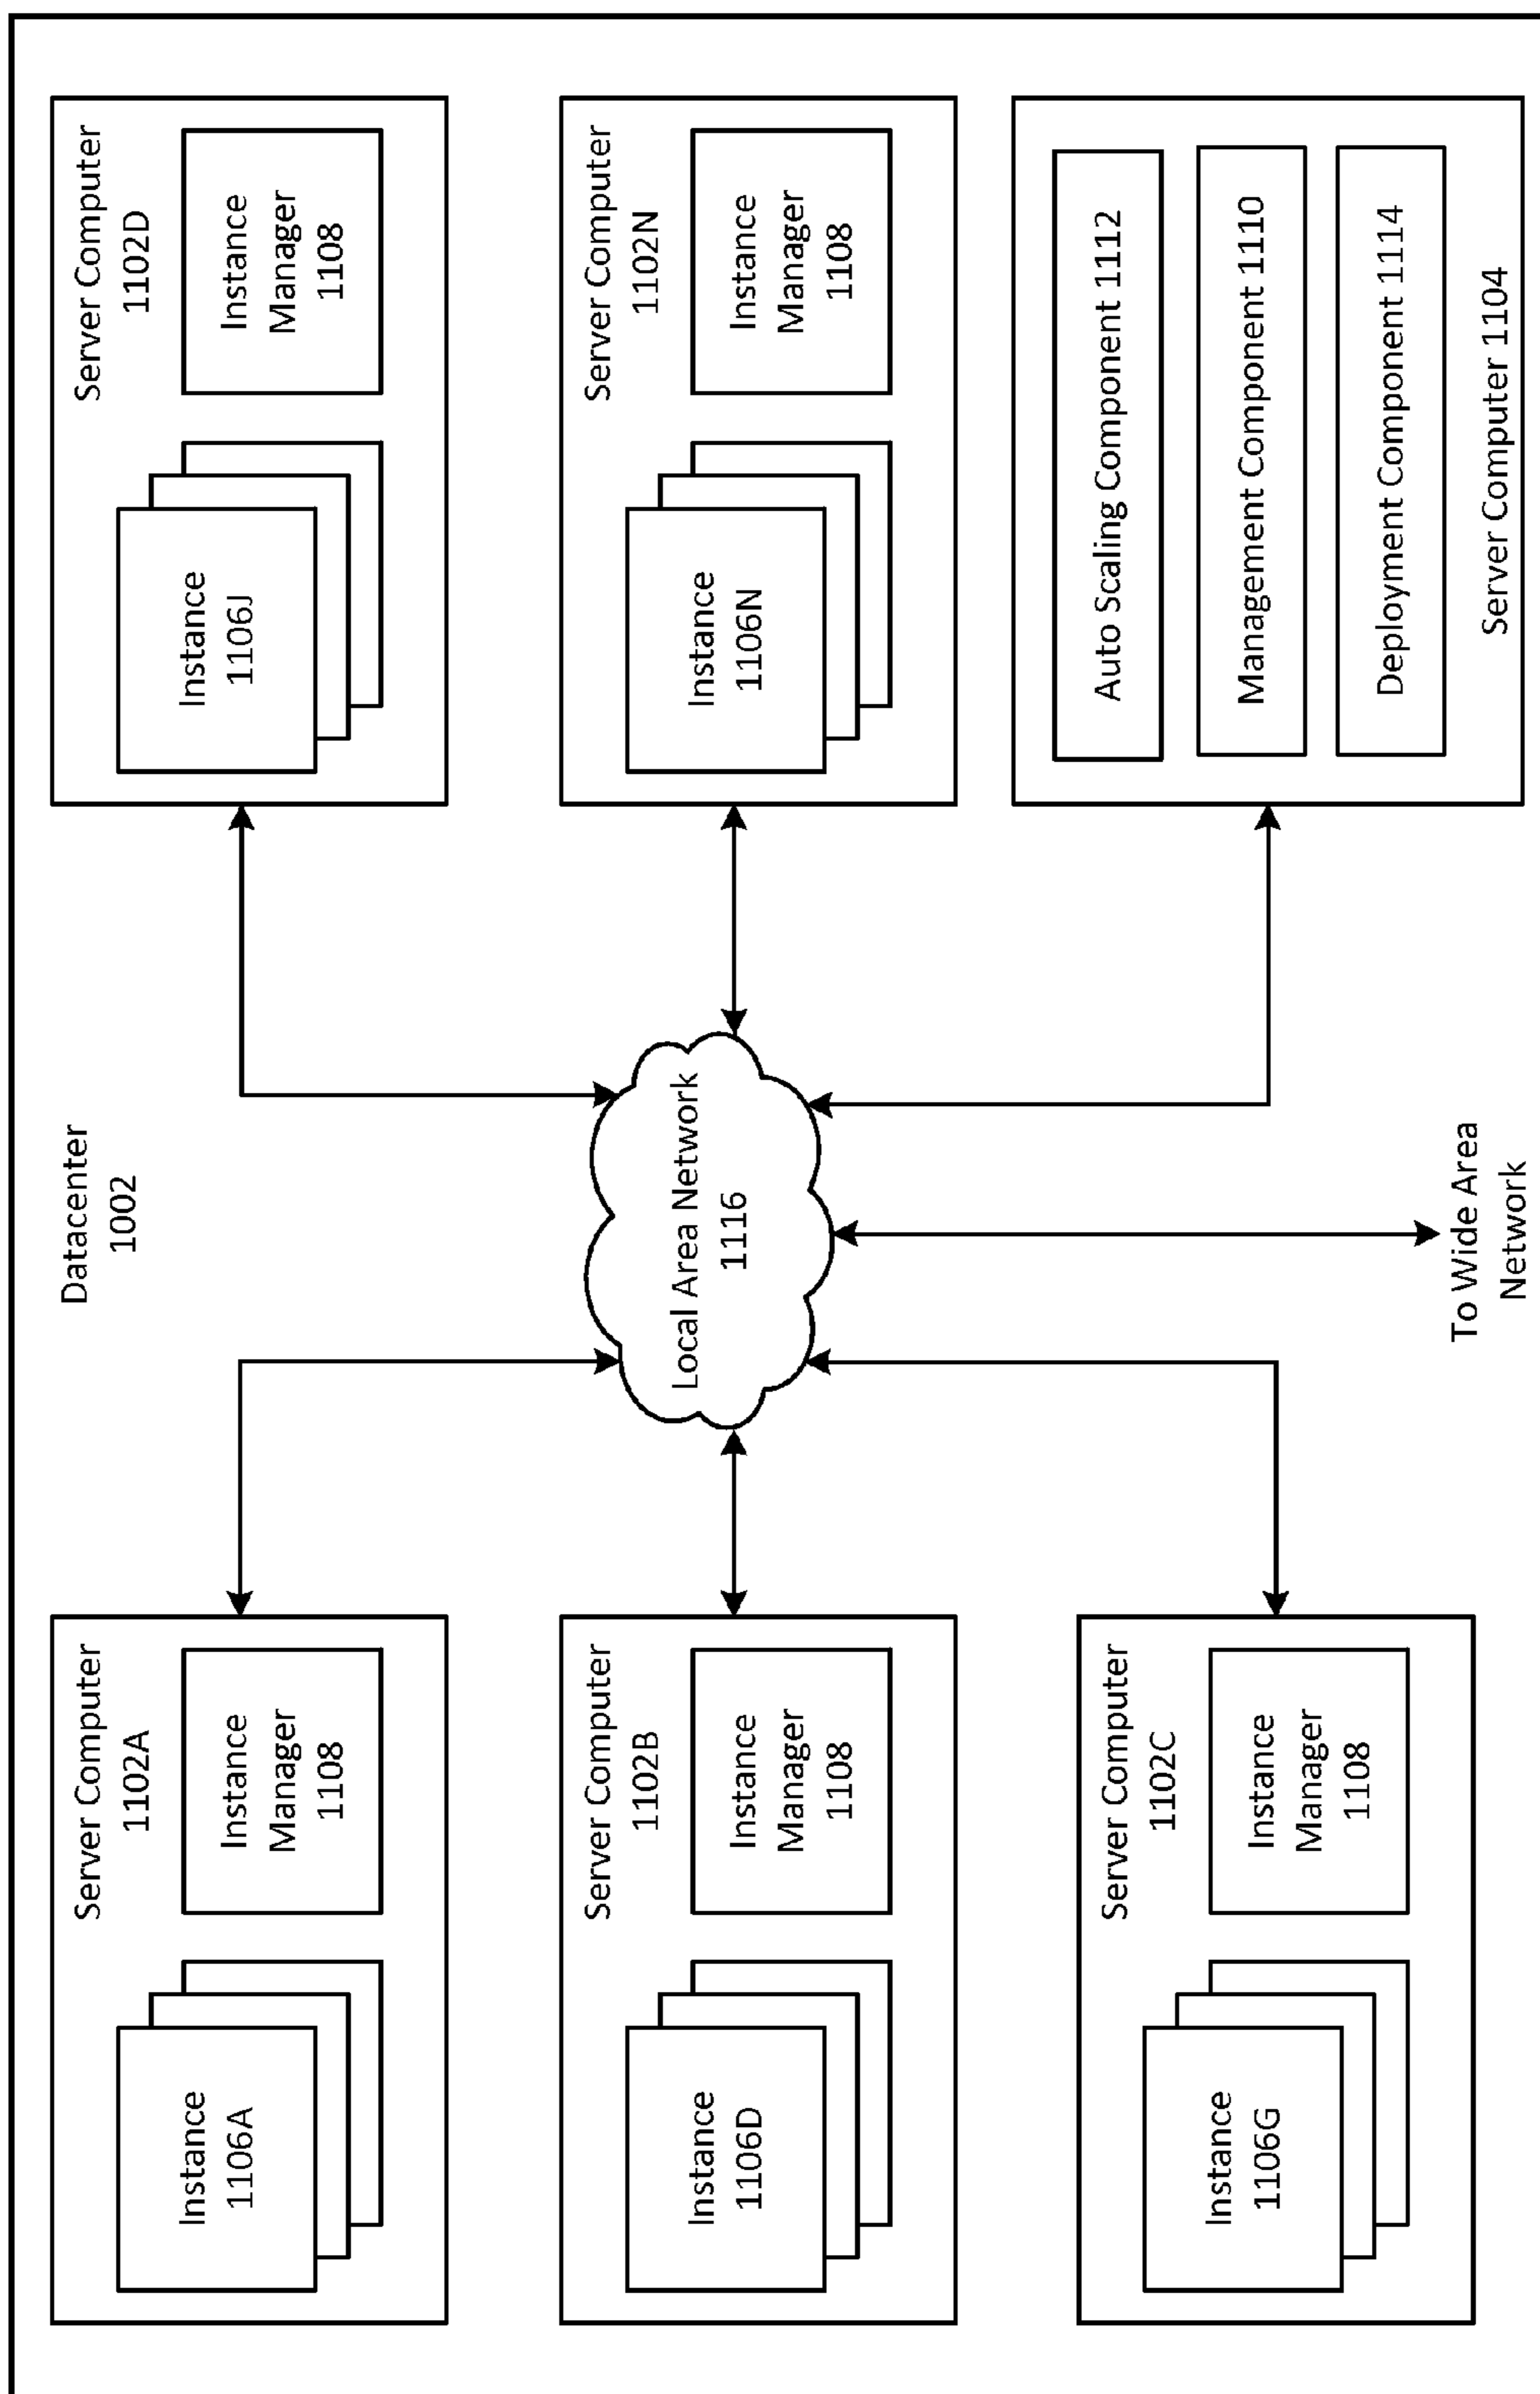 Datacenter
1002
Server Computer
1102A
Instance
1106A
Instance
Manager
1108
Server Computer
1102B
Instance
1106D
Instance
Manager
1108
Server Computer
1102C
Instance
1106G
Instance
Manager
1108
Local Area Network
1116
To Wide Area
Network
Server Computer
1102D
Instance
1106J
Instance
Manager
1108
Server Computer
1102N
Instance
1106N
Instance
Manager
1108
Auto Scaling Component 1112
Management Component 1110
Deployment Component 1114
Server Computer 1104